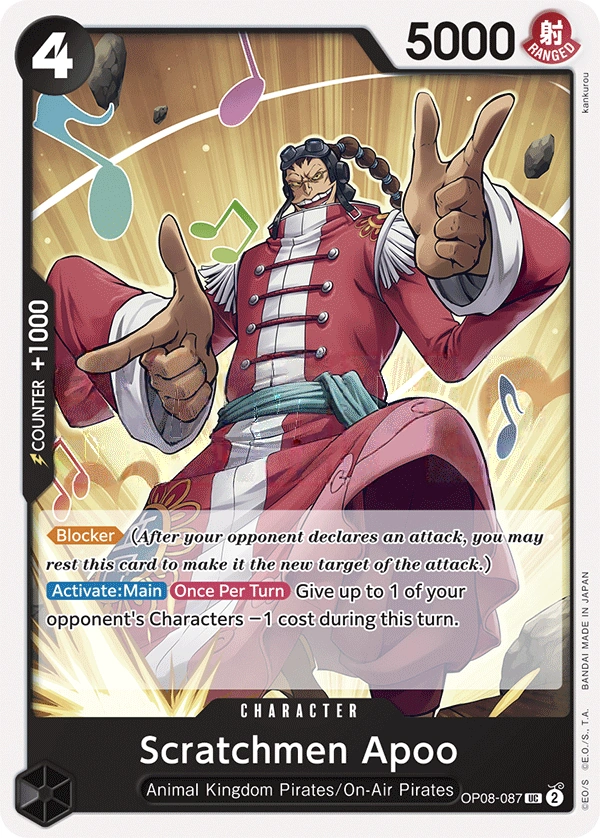 4
5000
射
RANGED
kankurou
COUNTER +1000
Blocker (After your opponent declares an attack, you may
rest this card to make it the new target of the attack.)
Activate:Main Once Per Turn Give up to 1 of your
opponent's Characters −1 cost during this turn.
CHARACTER
Scratchmen Apoo
Animal Kingdom Pirates/On-Air Pirates
OP08-087 UC 2
©E.O/S ©E.O./S., T.A. BANDAI MADE IN JAPAN